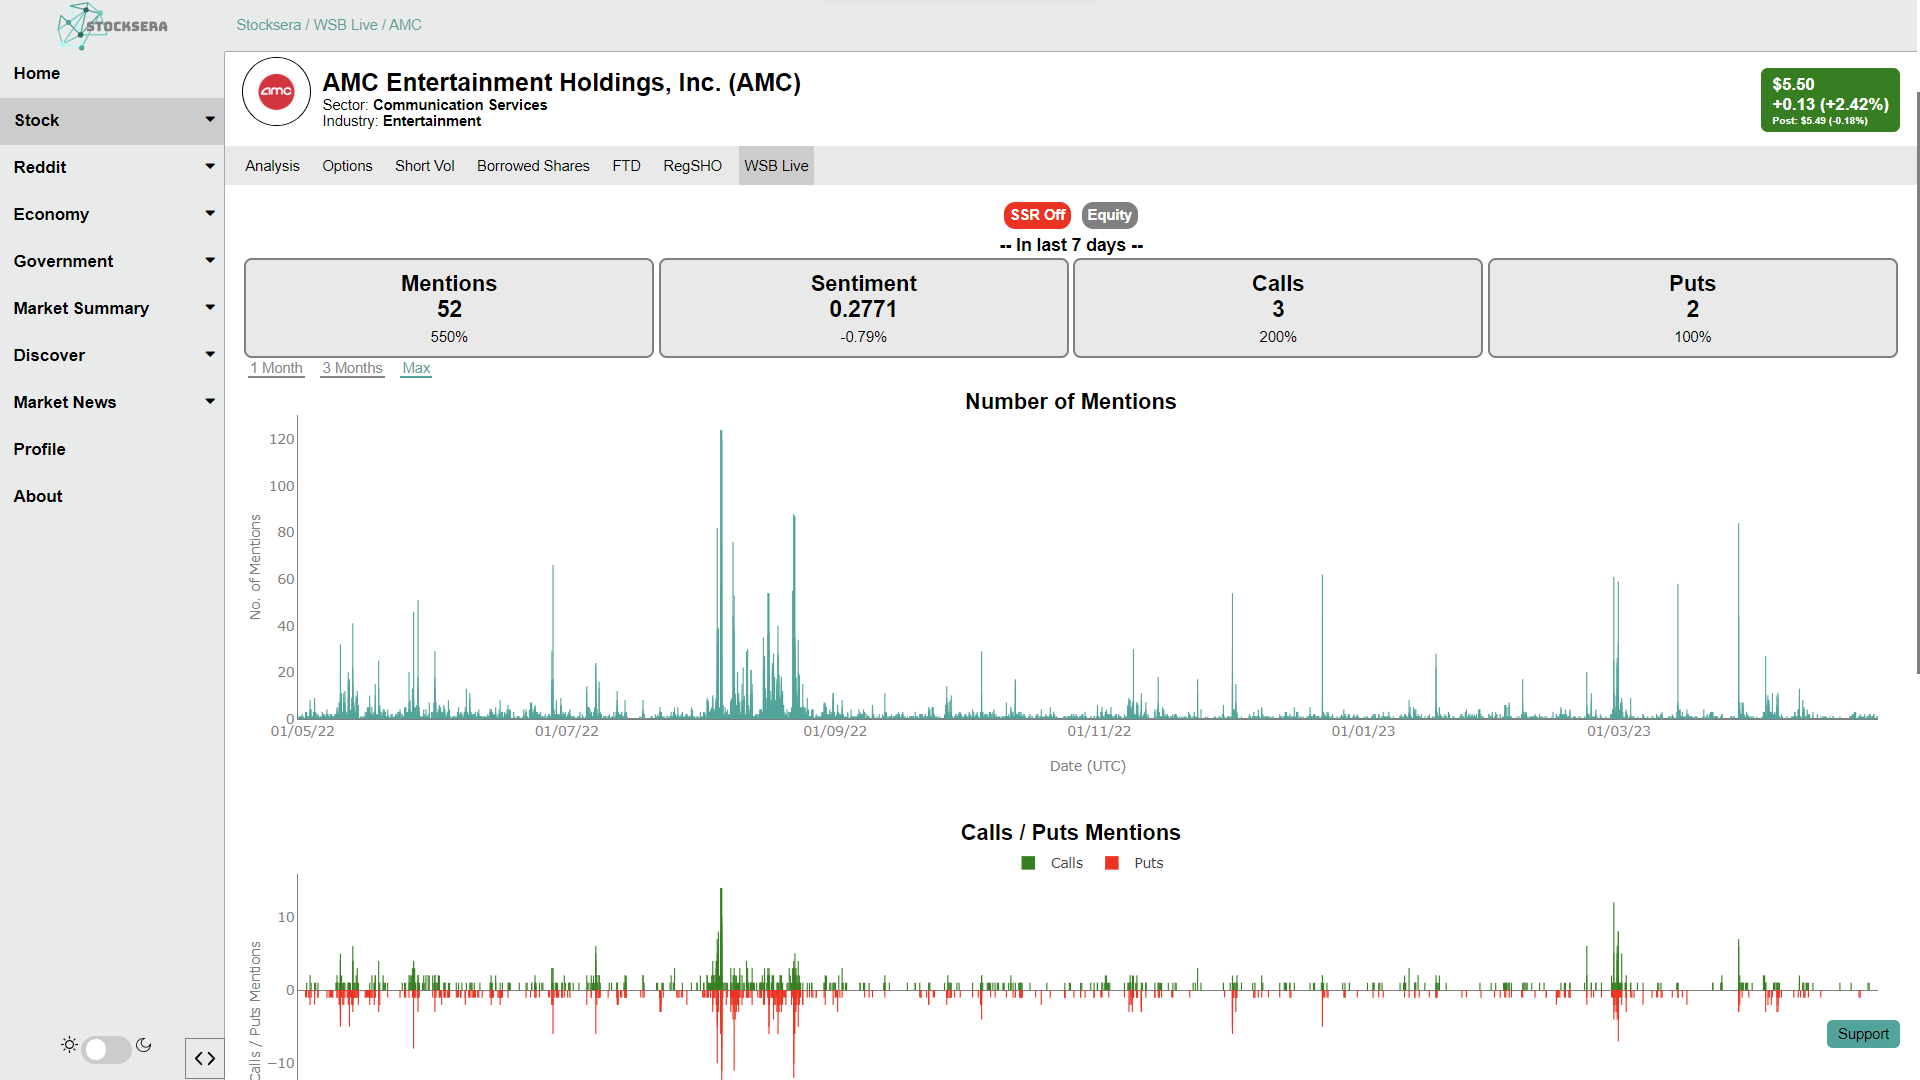 STOCKSERA
Stocksera / WSB Live / AMC
Home
Stock
Reddit
Economy
Government
Market Summary
Discover
Market News
Profile
About
amc
AMC Entertainment Holdings, Inc. (AMC)
Sector: Communication Services
Industry: Entertainment
$5.50
+0.13 (+2.42%)
Post: $5.49 (-0.18%)
Analysis Options Short Vol Borrowed Shares FTD RegSHO WSB Live
SSR Off Equity
-- In last 7 days --
Mentions
52
550%
Sentiment
0.2771
-0.79%
Calls
3
200%
Puts
2
100%
1 Month 3 Months Max
Number of Mentions
No. of Mentions
120
100
80
60
40
20
0
01/05/22 01/07/22 01/09/22 01/11/22 01/01/23 01/03/23
Date (UTC)
Calls / Puts Mentions
Calls Puts
Calls / Puts Mentions
10
0
−10
Support